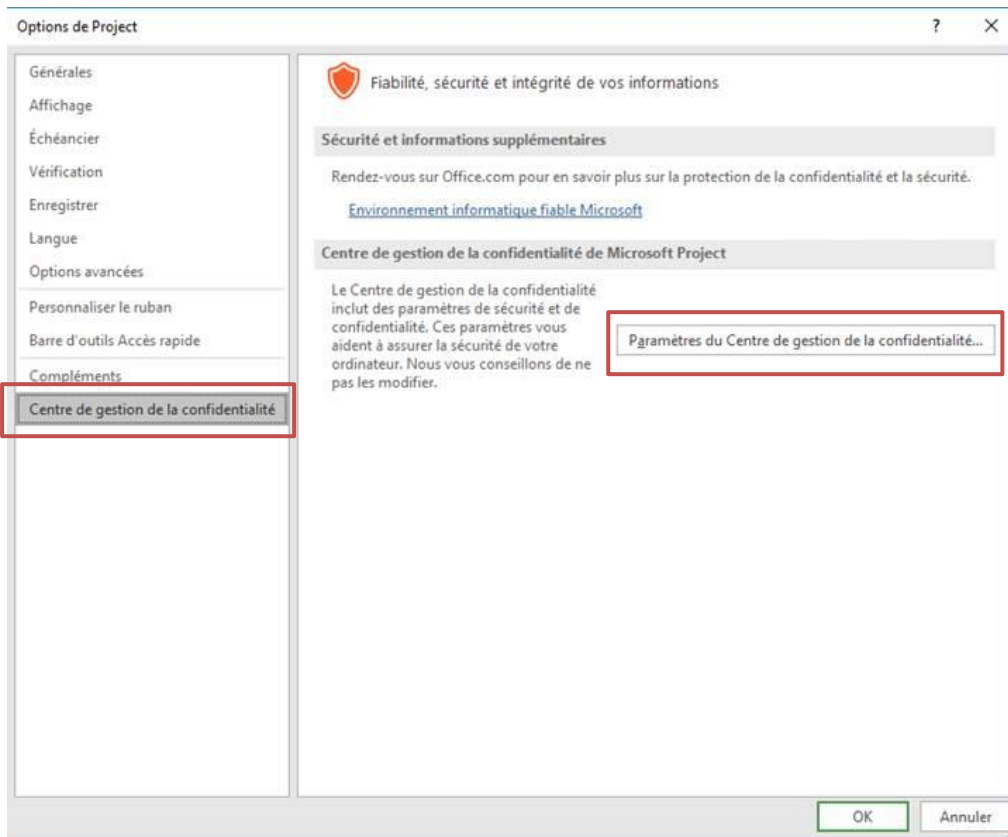 Options de Project
? ×
Générales
Affichage
Échéancier
Vérification
Enregistrer
Langue
Options avancées
Personnaliser le ruban
Barre d'outils Accès rapide
Compléments
Centre de gestion de la confidentialité
Fiabilité, sécurité et intégrité de vos informations
Sécurité et informations supplémentaires
Rendez-vous sur Office.com pour en savoir plus sur la protection de la confidentialité et la sécurité.
Environnement informatique fiable Microsoft
Centre de gestion de la confidentialité de Microsoft Project
Le Centre de gestion de la confidentialité
inclut des paramètres de sécurité et de
confidentialité. Ces paramètres vous
aident à assurer la sécurité de votre
ordinateur. Nous vous conseillons de ne
pas les modifier.
Paramètres du Centre de gestion de la confidentialité...
OK
Annuler